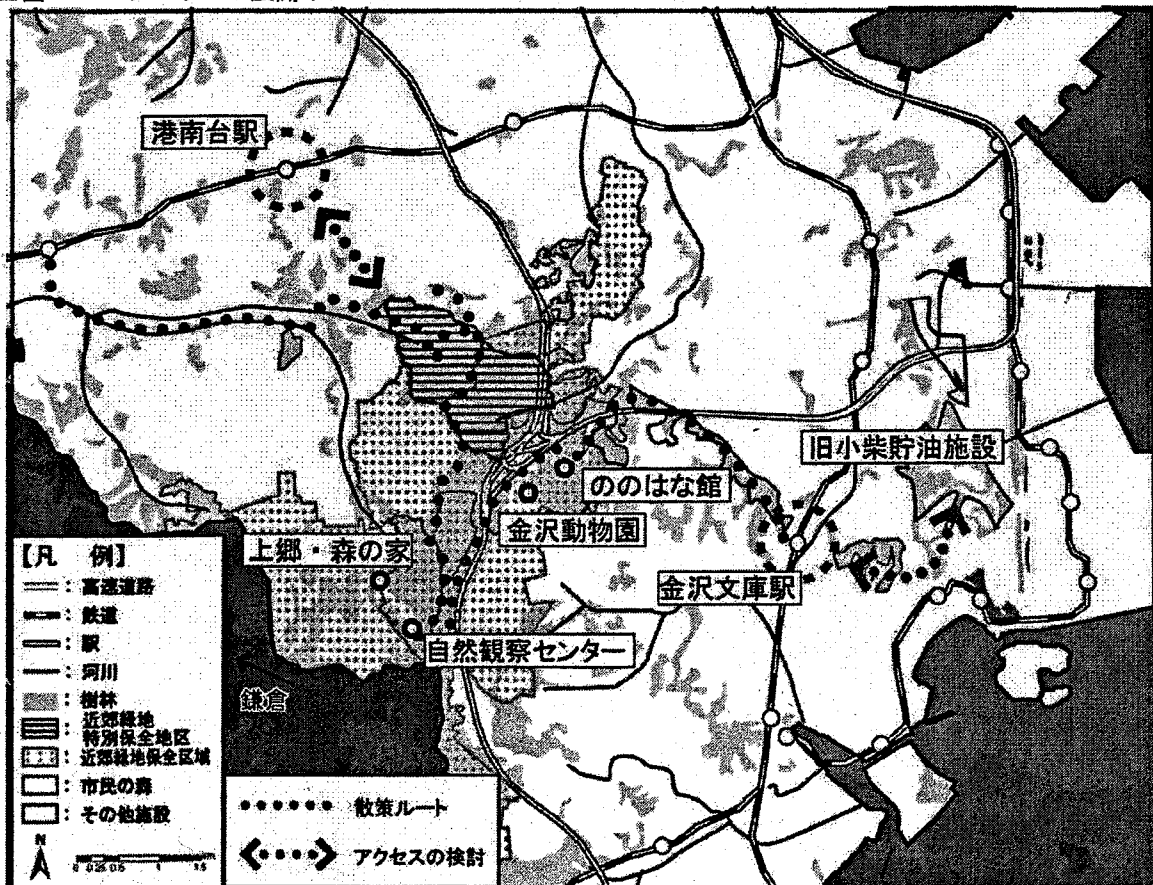 港南台駅
旧小柴貯油施設
ののはな館
金沢動物園
上郷・森の家
金沢文庫駅
自然観察センター
鎌倉
【凡 例】
：高速道路
：鉄道
：駅
：河川
：樹林
：近郊緑地
特別保全地区
：近郊緑地保全区域
：市民の森
：その他施設
散策ルート
アクセスの検討
N